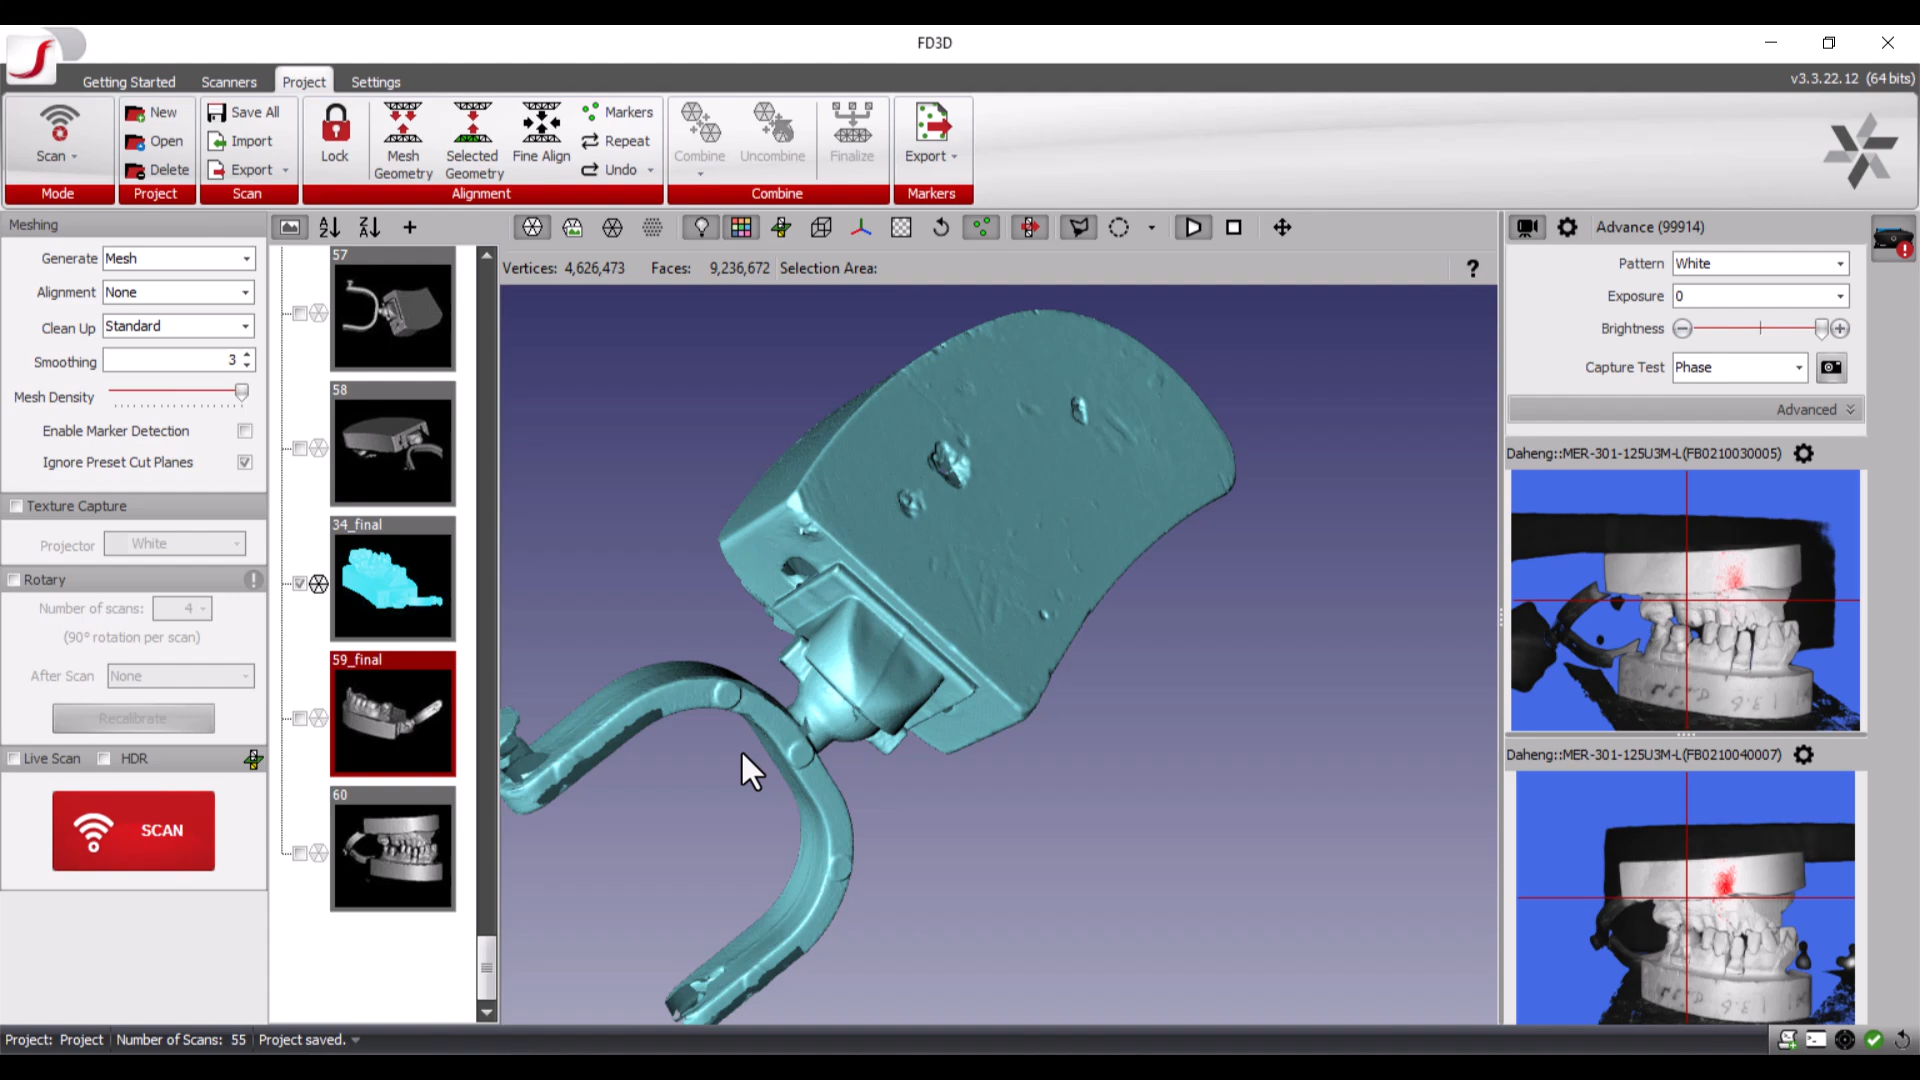 FD3D
Getting Started Scanners Project Settings
v3.3.22.12 (64 bits)
Scan
Mode
New
Open
Delete
Project
Save All
Import
Export
Scan
Lock
Mesh Geometry
Selected Geometry
Fine Align
Markers
Repeat
Undo
Alignment
Combine
Uncombine
Finalize
Combine
Export
Markers
Meshing
Generate Mesh
Alignment None
Clean Up Standard
Smoothing 3
Mesh Density
Enable Marker Detection
Ignore Preset Cut Planes
Texture Capture
Projector White
Rotary
Number of scans: 4
(90° rotation per scan)
After Scan None
Recalibrate
Live Scan HDR
SCAN
57
58
34_final
59_final
60
Vertices: 4,626,473 Faces: 9,236,672 Selection Area:
?
Advance (99914)
Pattern White
Exposure 0
Brightness
Capture Test Phase
Advanced
Daheng::MER-301-125U3M-L(FB0210030005)
Daheng::MER-301-125U3M-L(FB0210040007)
Project: Project Number of Scans: 55 Project saved.